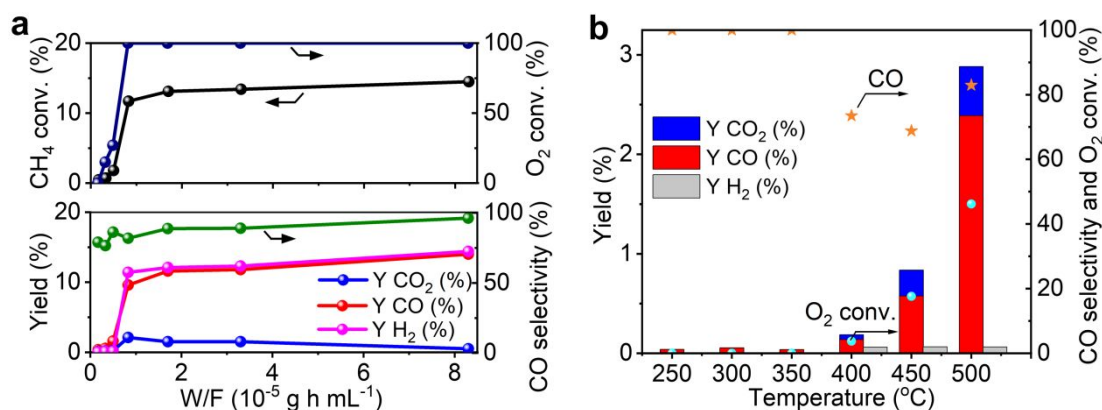 a
CH₄ conv. (%)
20
10
0
100
50
0
O₂ conv. (%)
Yield (%)
20
10
0
100
50
0
CO selectivity (%)
Y CO₂ (%)
Y CO (%)
Y H₂ (%)
0
2
4
6
8
W/F (10⁻⁵ g h mL⁻¹)
b
Yield (%)
3
2
1
0
100
80
60
40
20
0
CO selectivity and O₂ conv. (%)
CO
Y CO₂ (%)
Y CO (%)
Y H₂ (%)
O₂ conv.
250 300 350 400 450 500
Temperature (°C)